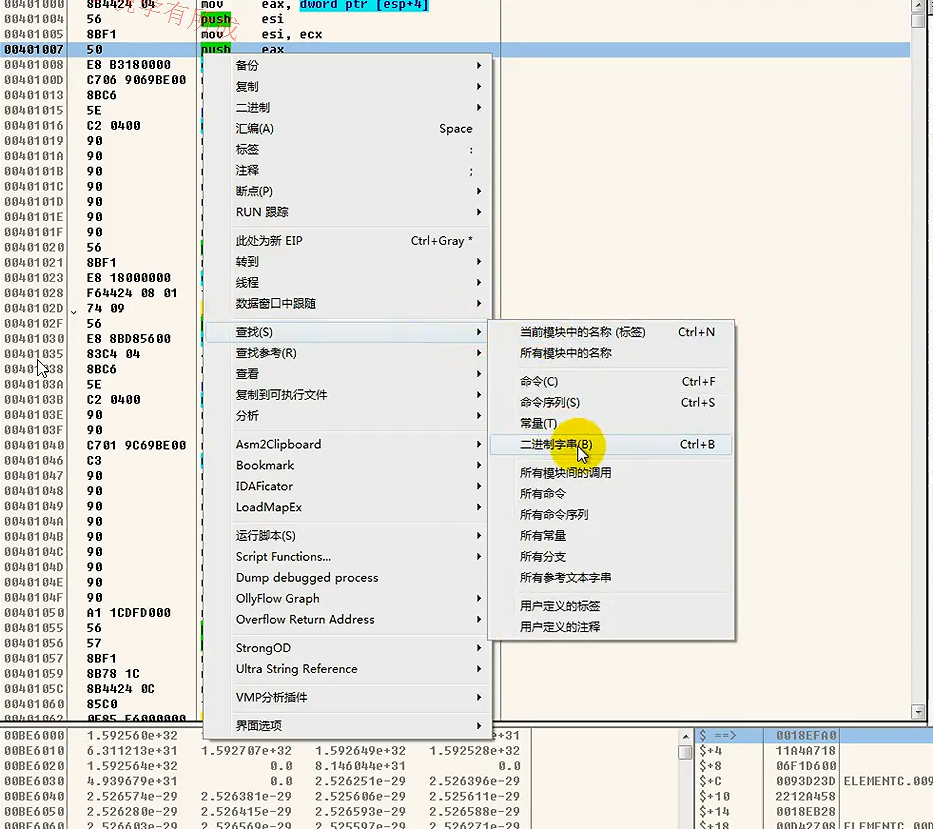 8B4424 04 mov eax, dword ptr [esp+4]
00401004 56 push esi
00401005 8BF1 mov esi, ecx
00401007 50 push eax
00401008 E8 B3180000
0040100D C706 9069BE00
00401013 8BC6
00401015 5E
00401016 C2 0400
00401019 90
0040101A 90
0040101B 90
0040101C 90
0040101D 90
0040101E 90
0040101F 90
00401020 56
00401021 8BF1
00401023 E8 18000000
00401028 F64424 08 01
0040102D 74 09
0040102F 56
00401030 E8 8BD85600
00401035 83C4 04
8BC6
0040103A 5E
0040103B C2 0400
0040103E 90
0040103F 90
00401040 C701 9C69BE00
00401046 C3
00401047 90
00401048 90
00401049 90
0040104A 90
0040104B 90
0040104C 90
0040104D 90
0040104E 90
0040104F 90
00401050 A1 1CDFD000
00401055 56
00401056 57
00401057 8BF1
00401059 8B78 1C
0040105C 8B4424 0C
00401060 85C0
00401062 0F85 E6000000
备份
复制
二进制
汇编(A) Space
标签 :
注释 ;
断点(P)
RUN 跟踪
此处为新 EIP Ctrl+Gray *
转到
线程
数据窗口中跟随
查找(S)
查找参考(R)
查看
复制到可执行文件
分析
Asm2Clipboard
Bookmark
IDAFicator
LoadMapEx
运行脚本(S)
Script Functions...
Dump debugged process
OllyFlow Graph
Overflow Return Address
StrongOD
Ultra String Reference
VMP分析插件
界面选项
当前模块中的名称 (标签) Ctrl+N
所有模块中的名称
命令(C) Ctrl+F
命令序列(S) Ctrl+S
常量(T)
二进制字串(B) Ctrl+B
所有模块间的调用
所有命令
所有命令序列
所有常量
所有分支
所有参考文本字串
用户定义的标签
用户定义的注释
00BE6000 1.592560e+32 e+31
00BE6010 6.311213e+31 1.592707e+32 1.592649e+32 1.592528e+32
00BE6020 1.592564e+32 0.0 8.146044e+31 0.0
00BE6030 4.939679e+31 0.0 2.526251e-29 2.526396e-29
00BE6040 2.526574e-29 2.526381e-29 2.525606e-29 2.525611e-29
00BE6050 2.526280e-29 2.526415e-29 2.526593e-29 2.526588e-29
00BE6060 2.526603e-29 2.526569e-29 2.525597e-29 2.526271e-29
$ ==> 0018EFA0
$+4 11A4A718
$+8 06F1D600
$+C 0093D23D ELEMENTC.009
$+10 2212A458
$+14 0018EB28
$+18 00D42708 ELEMENTC.00D